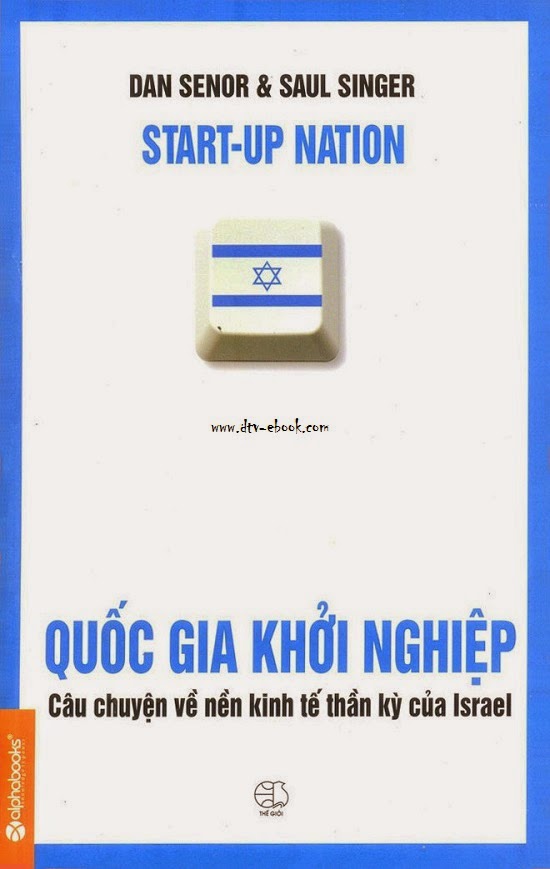 DAN SENOR & SAUL SINGER
START-UP NATION
www.dtv-ebook.com
QUỐC GIA KHỞI NGHIỆP
Câu chuyện về nền kinh tế thần kỳ của Israel
alphabooks®
THẾ GIỚI